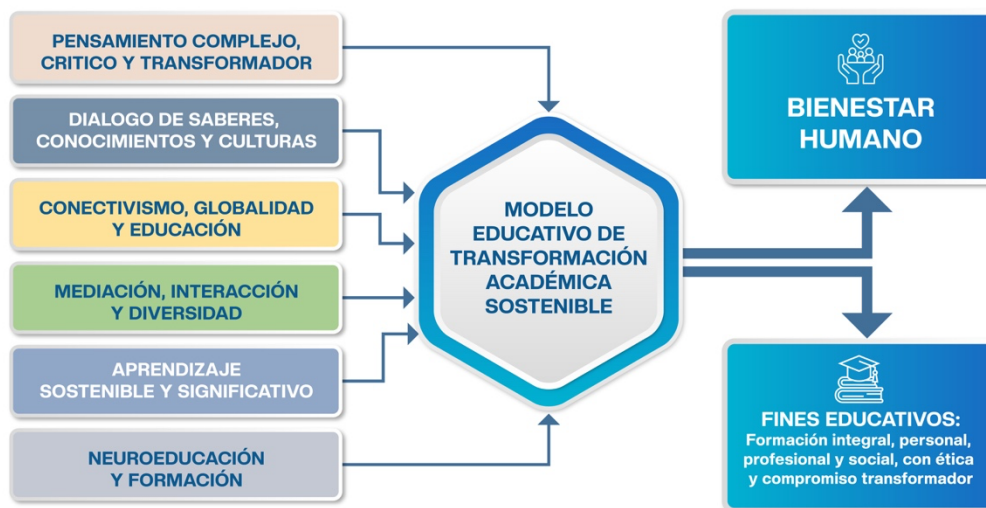 PENSAMIENTO COMPLEJO,
CRITICO Y TRANSFORMADOR
DIALOGO DE SABERES,
CONOCIMIENTOS Y CULTURAS
CONECTIVISMO, GLOBALIDAD
Y EDUCACIÓN
MEDIACIÓN, INTERACCIÓN
Y DIVERSIDAD
APRENDIZAJE
SOSTENIBLE Y SIGNIFICATIVO
NEUROEDUCACIÓN
Y FORMACIÓN
MODELO
EDUCATIVO DE
TRANSFORMACIÓN
ACADÉMICA
SOSTENIBLE
BIENESTAR
HUMANO
FINES EDUCATIVOS:
Formación integral, personal,
profesional y social, con ética
y compromiso transformador